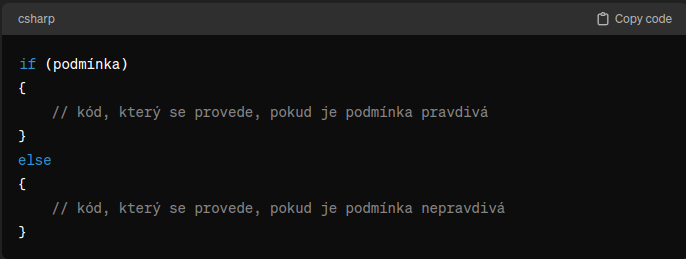 csharp
Copy code
if (podmínka)
{
// kód, který se provede, pokud je podmínka pravdivá
}
else
{
// kód, který se provede, pokud je podmínka nepravdivá
}